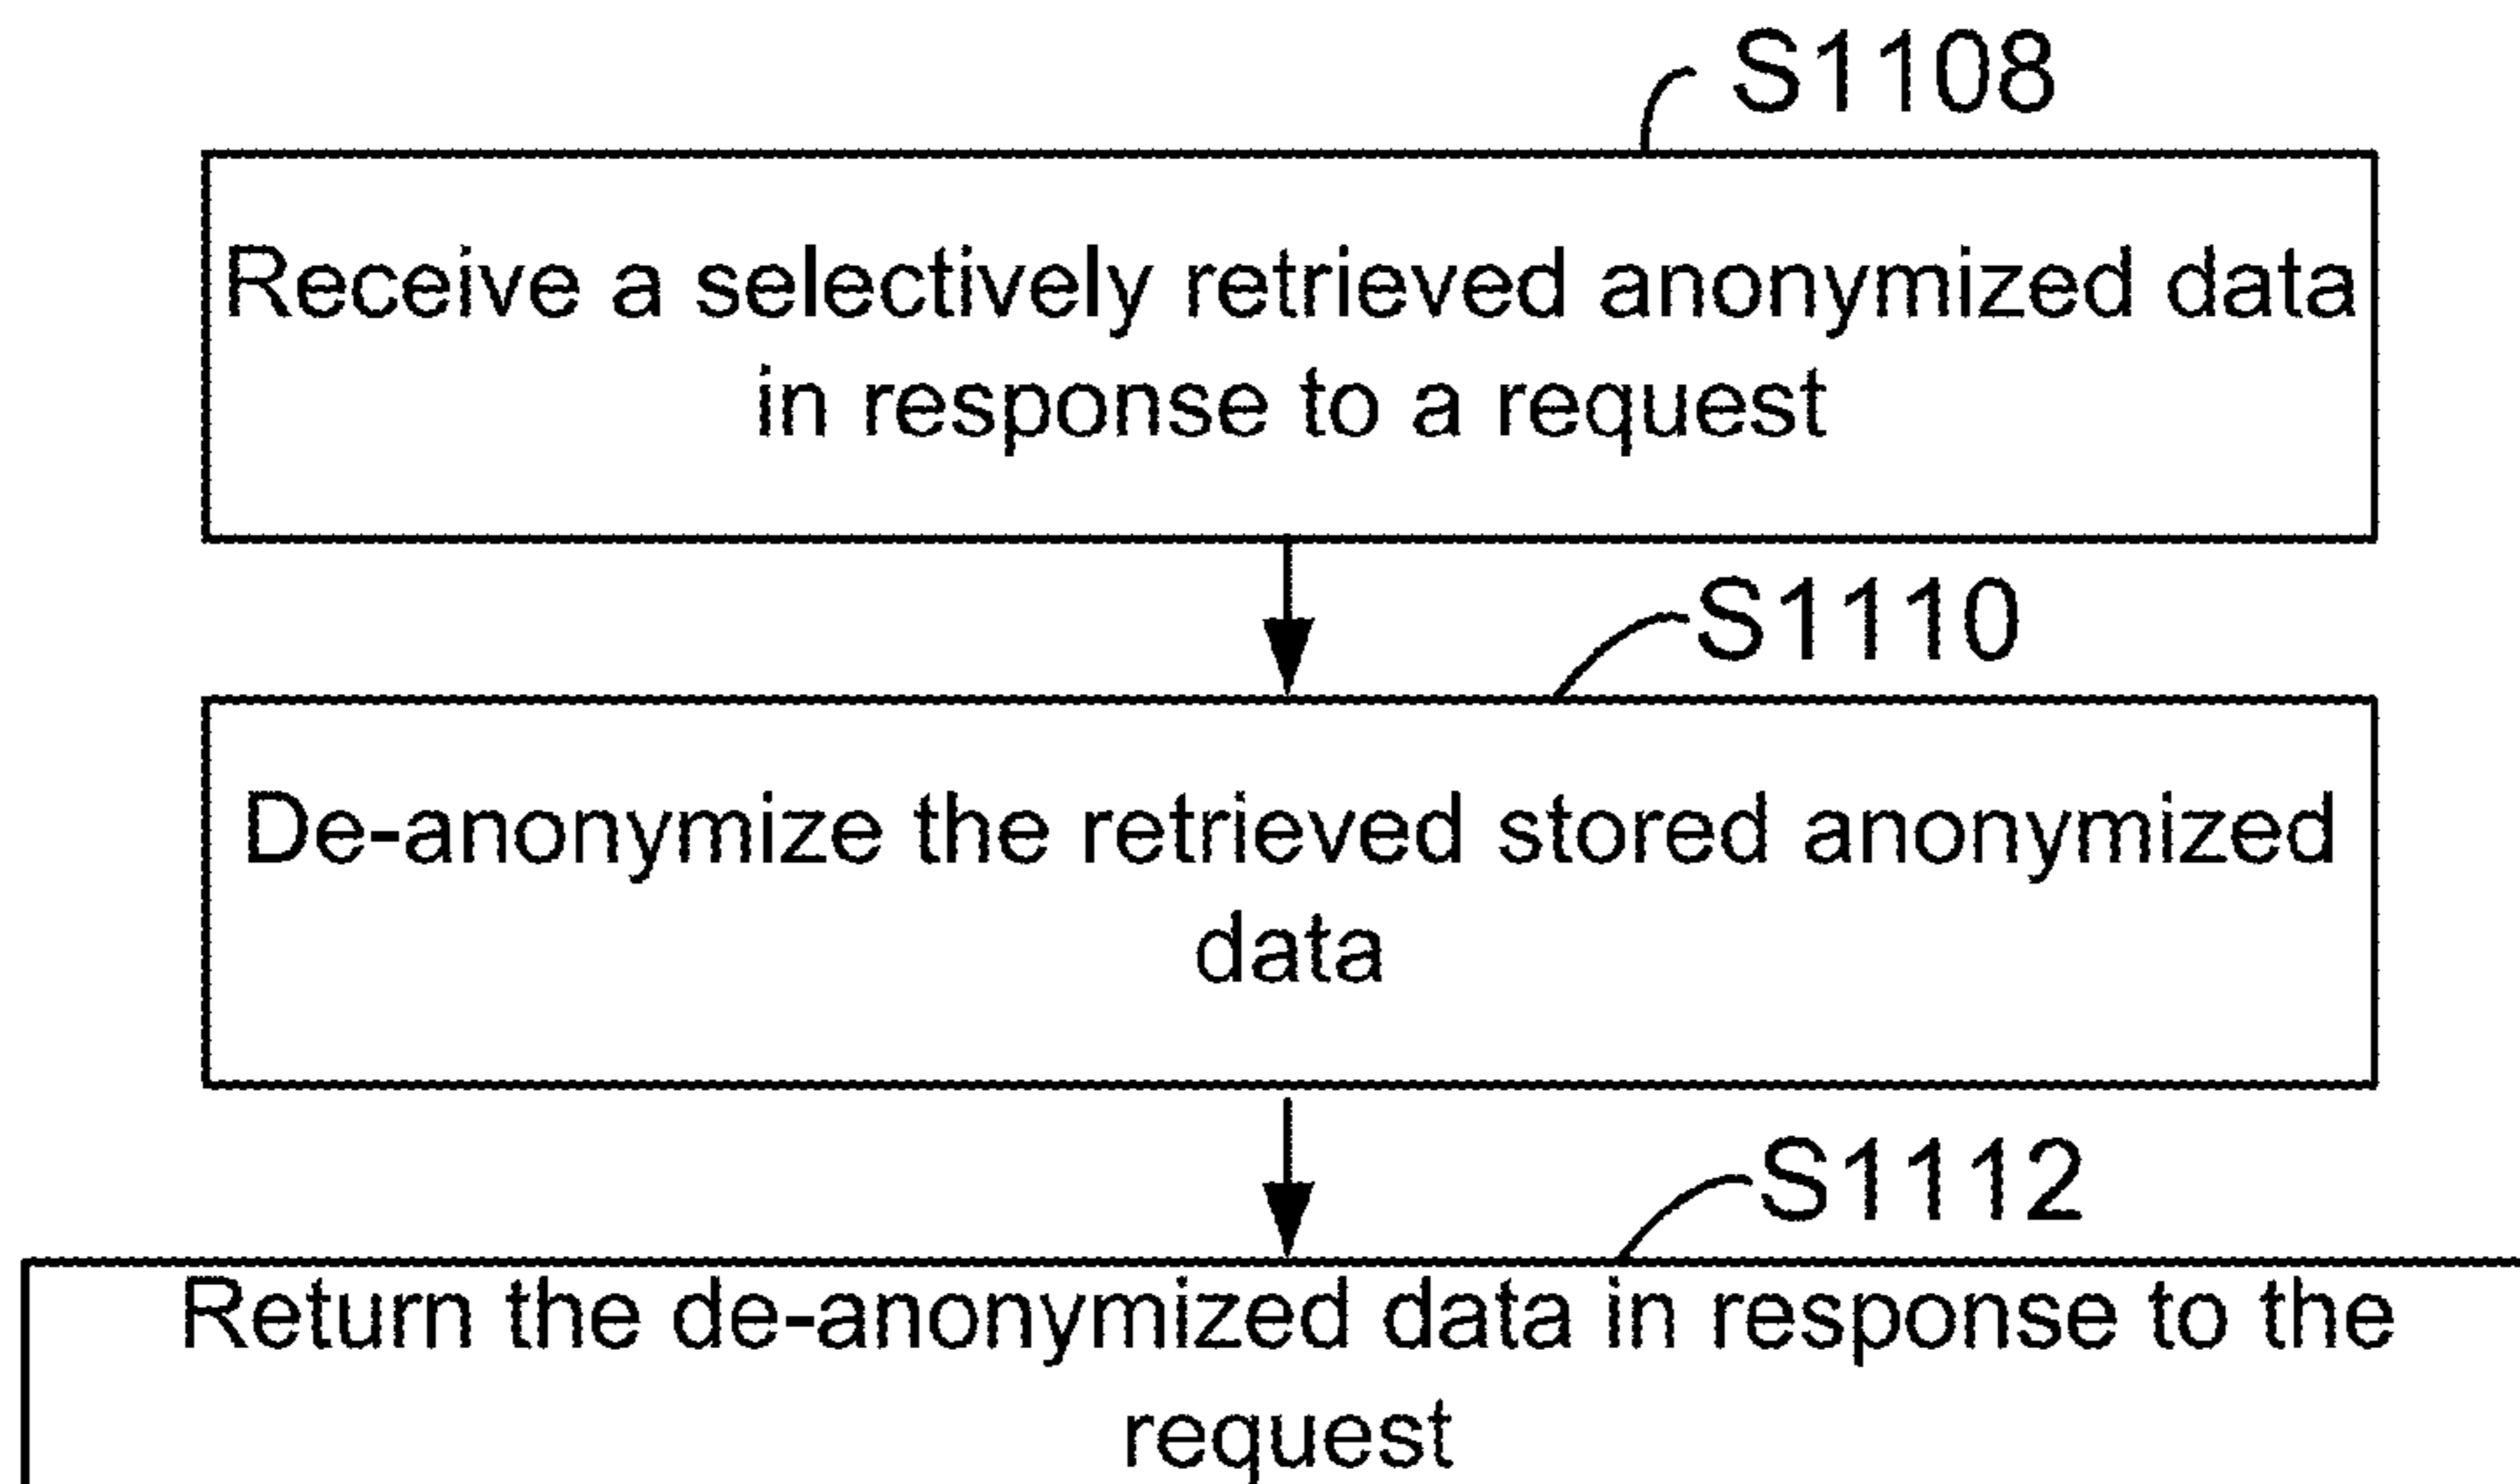 S1108
Receive a selectively retrieved anonymized data
in response to a request
S1110
De-anonymize the retrieved stored anonymized
data
S1112
Return the de-anonymized data in response to the
request